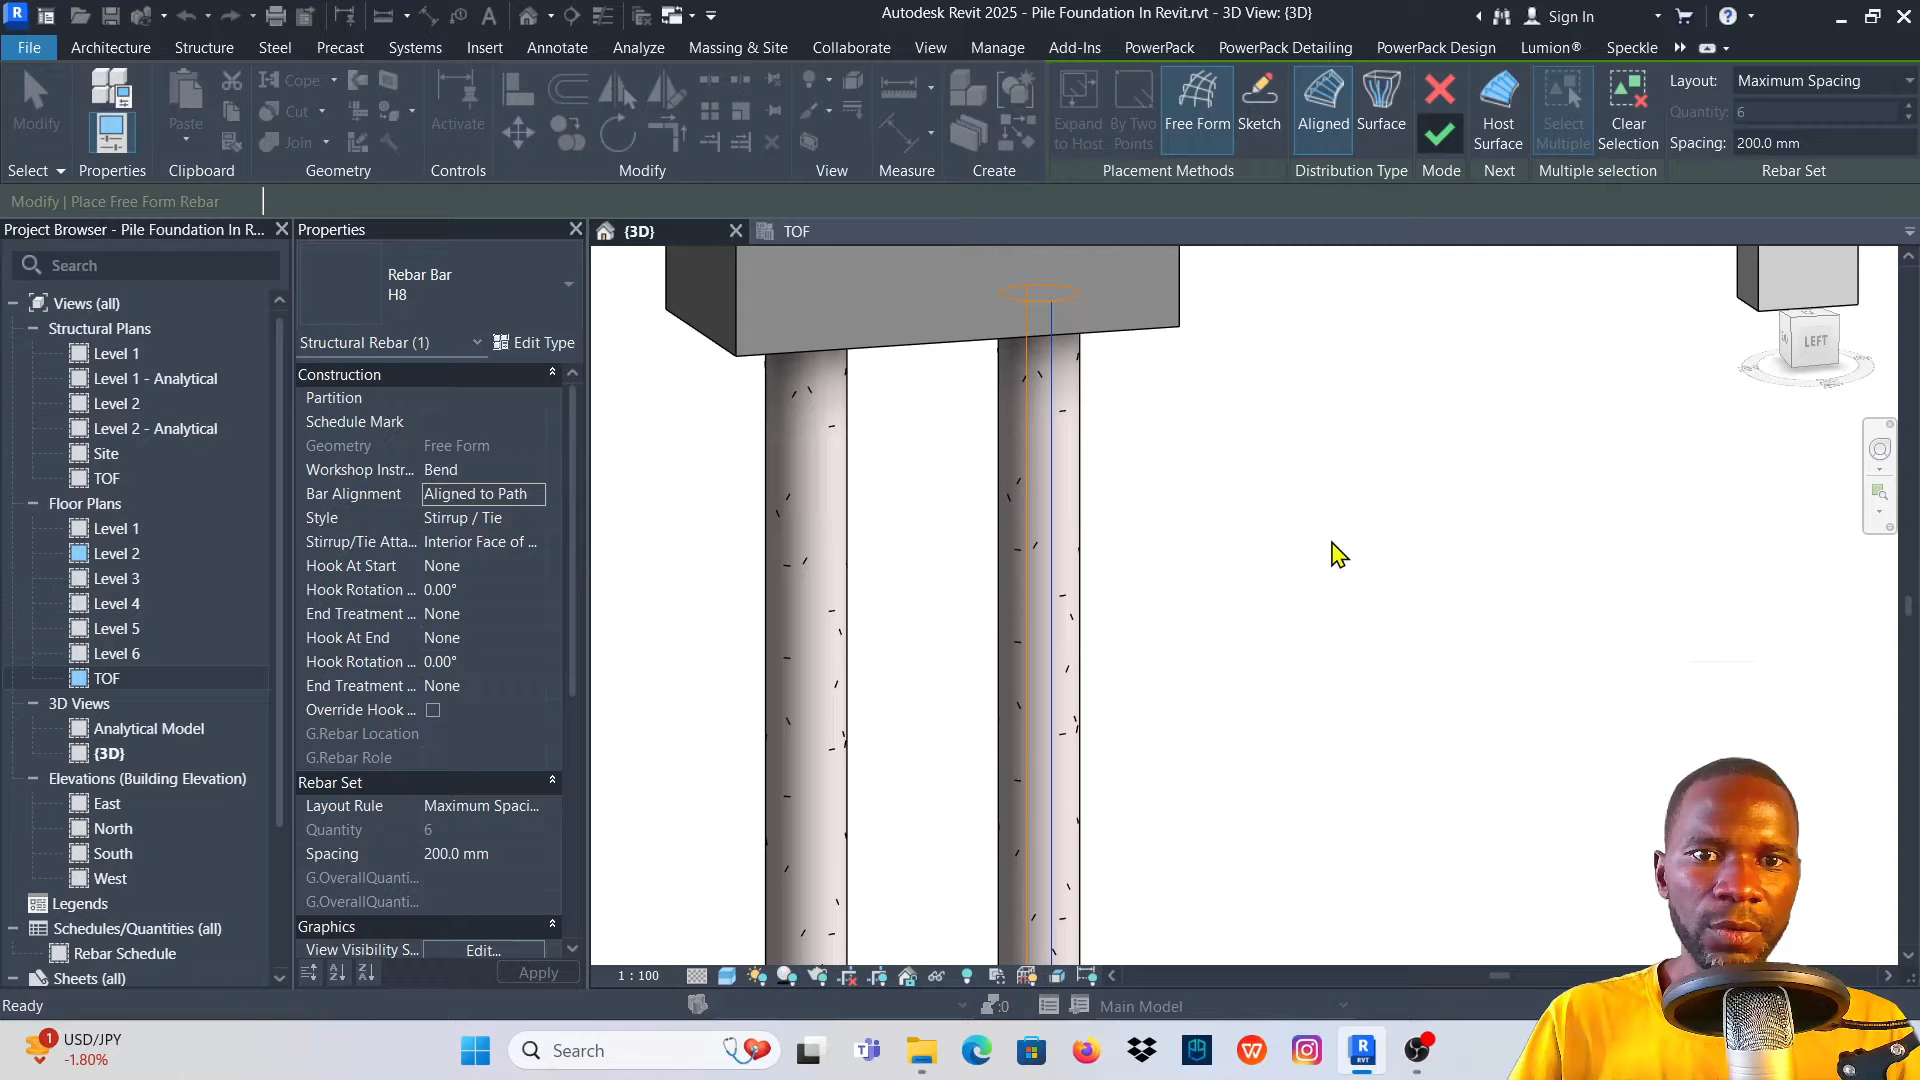 Autodesk Revit 2025 - Pile Foundation In Revit.rvt - 3D View: {3D}
Sign In
File Architecture Structure Steel Precast Systems Insert Annotate Analyze Massing & Site Collaborate View Manage Add-Ins PowerPack PowerPack Detailing PowerPack Design Lumion® Speckle
Modify
Paste
Cope
Cut
Join
Activate
Expand to Host
By Two Points
Free Form
Sketch
Aligned
Surface
Host Surface
Select Multiple
Clear Selection
Layout: Maximum Spacing
Quantity: 6
Spacing: 200.0 mm
Select Properties Clipboard Geometry Controls Modify View Measure Create Placement Methods Distribution Type Mode Next Multiple selection Rebar Set
Modify | Place Free Form Rebar
Project Browser - Pile Foundation In R...
Search
Views (all)
Structural Plans
Level 1
Level 1 - Analytical
Level 2
Level 2 - Analytical
Site
TOF
Floor Plans
Level 1
Level 2
Level 3
Level 4
Level 5
Level 6
TOF
3D Views
Analytical Model
{3D}
Elevations (Building Elevation)
East
North
South
West
Legends
Schedules/Quantities (all)
Rebar Schedule
Sheets (all)
Properties
Rebar Bar
H8
Structural Rebar (1) Edit Type
Construction
Partition
Schedule Mark
Geometry Free Form
Workshop Instr... Bend
Bar Alignment Aligned to Path
Style Stirrup / Tie
Stirrup/Tie Atta... Interior Face of ...
Hook At Start None
Hook Rotation ... 0.00°
End Treatment ... None
Hook At End None
Hook Rotation ... 0.00°
End Treatment ... None
Override Hook ...
G.Rebar Location
G.Rebar Role
Rebar Set
Layout Rule Maximum Spaci...
Quantity 6
Spacing 200.0 mm
G.OverallQuanti...
G.OverallQuanti...
Graphics
View Visibility S... Edit...
Apply
{3D}
TOF
LEFT
1 : 100
Ready
:0
Main Model
1
USD/JPY
-1.80%
Search